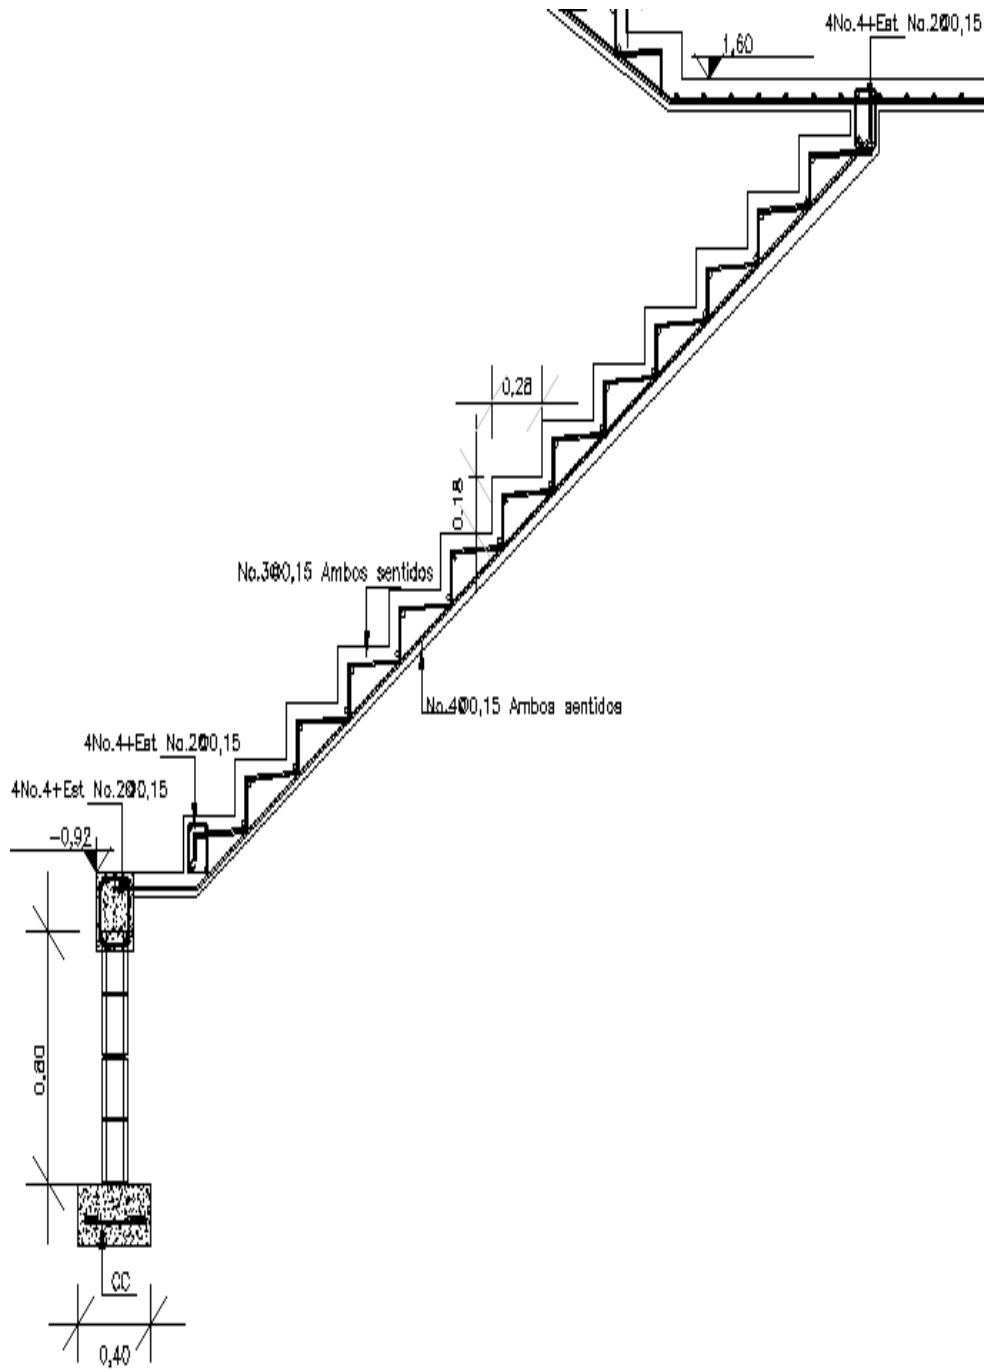 4No.4+Est No.2@0,15
1,60
0,28
0.18
No.3@0,15 Ambos sentidos
No.4@0,15 Ambos sentidos
4No.4+Est No.2@0,15
4No.4+Est No.2@0,15
-0,92
0.80
CC
0,40